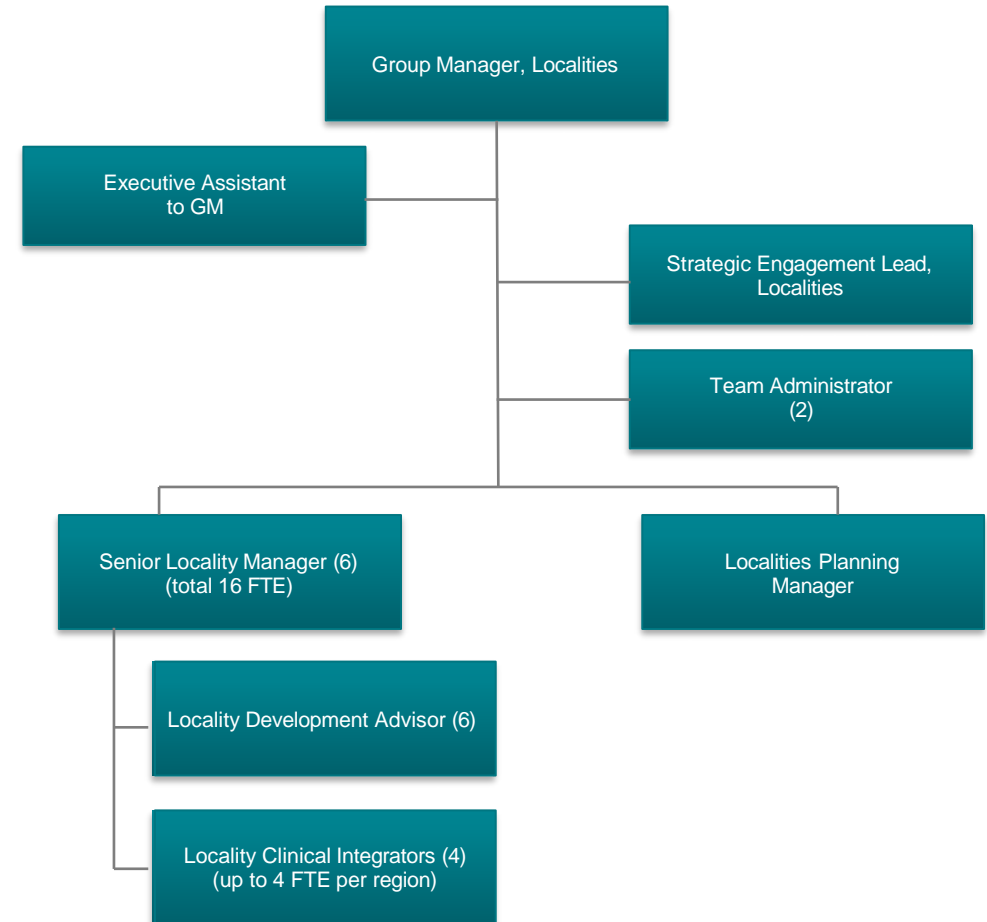 Group Manager, Localities
Executive Assistant
to GM
Strategic Engagement Lead,
Localities
Team Administrator
(2)
Senior Locality Manager (6)
(total 16 FTE)
Localities Planning
Manager
Locality Development Advisor (6)
Locality Clinical Integrators (4)
(up to 4 FTE per region)